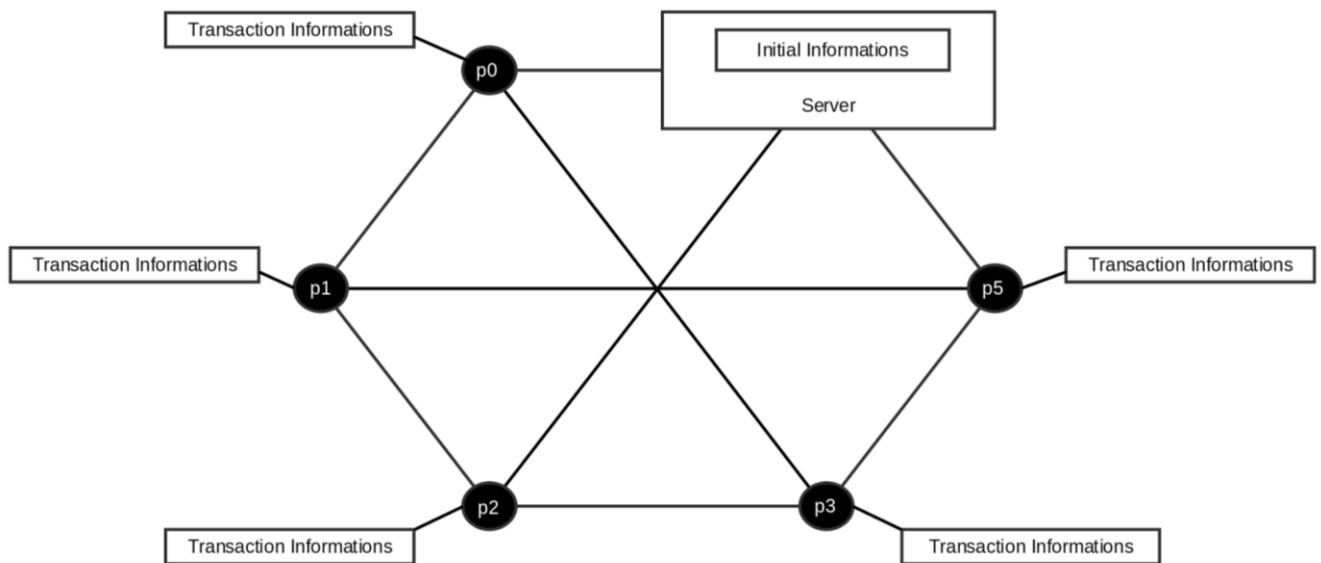 Transaction Informations
Initial Informations
p0
Server
Transaction Informations
Transaction Informations
p1
p5
p2
p3
Transaction Informations
Transaction Informations